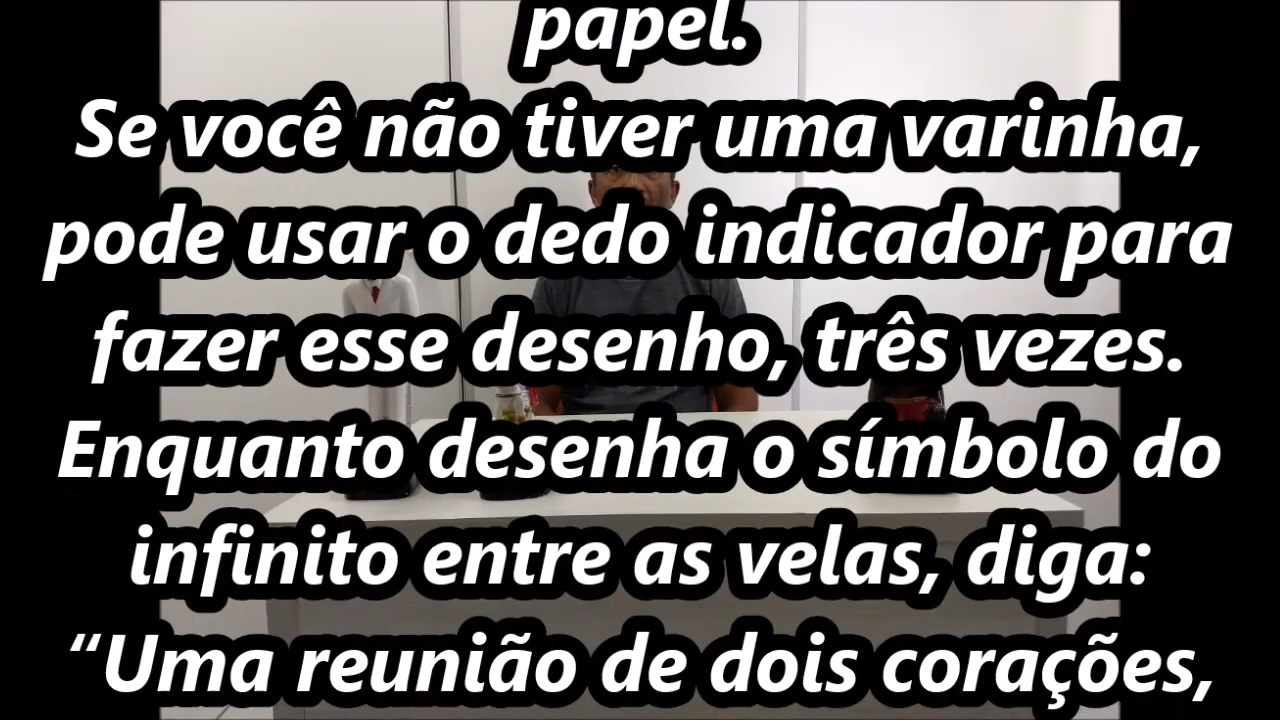 papel.
Se você não tiver uma varinha,
pode usar o dedo indicador para
fazer esse desenho, três vezes.
Enquanto desenha o símbolo do
infinito entre as velas, diga:
“Uma reunião de dois corações,